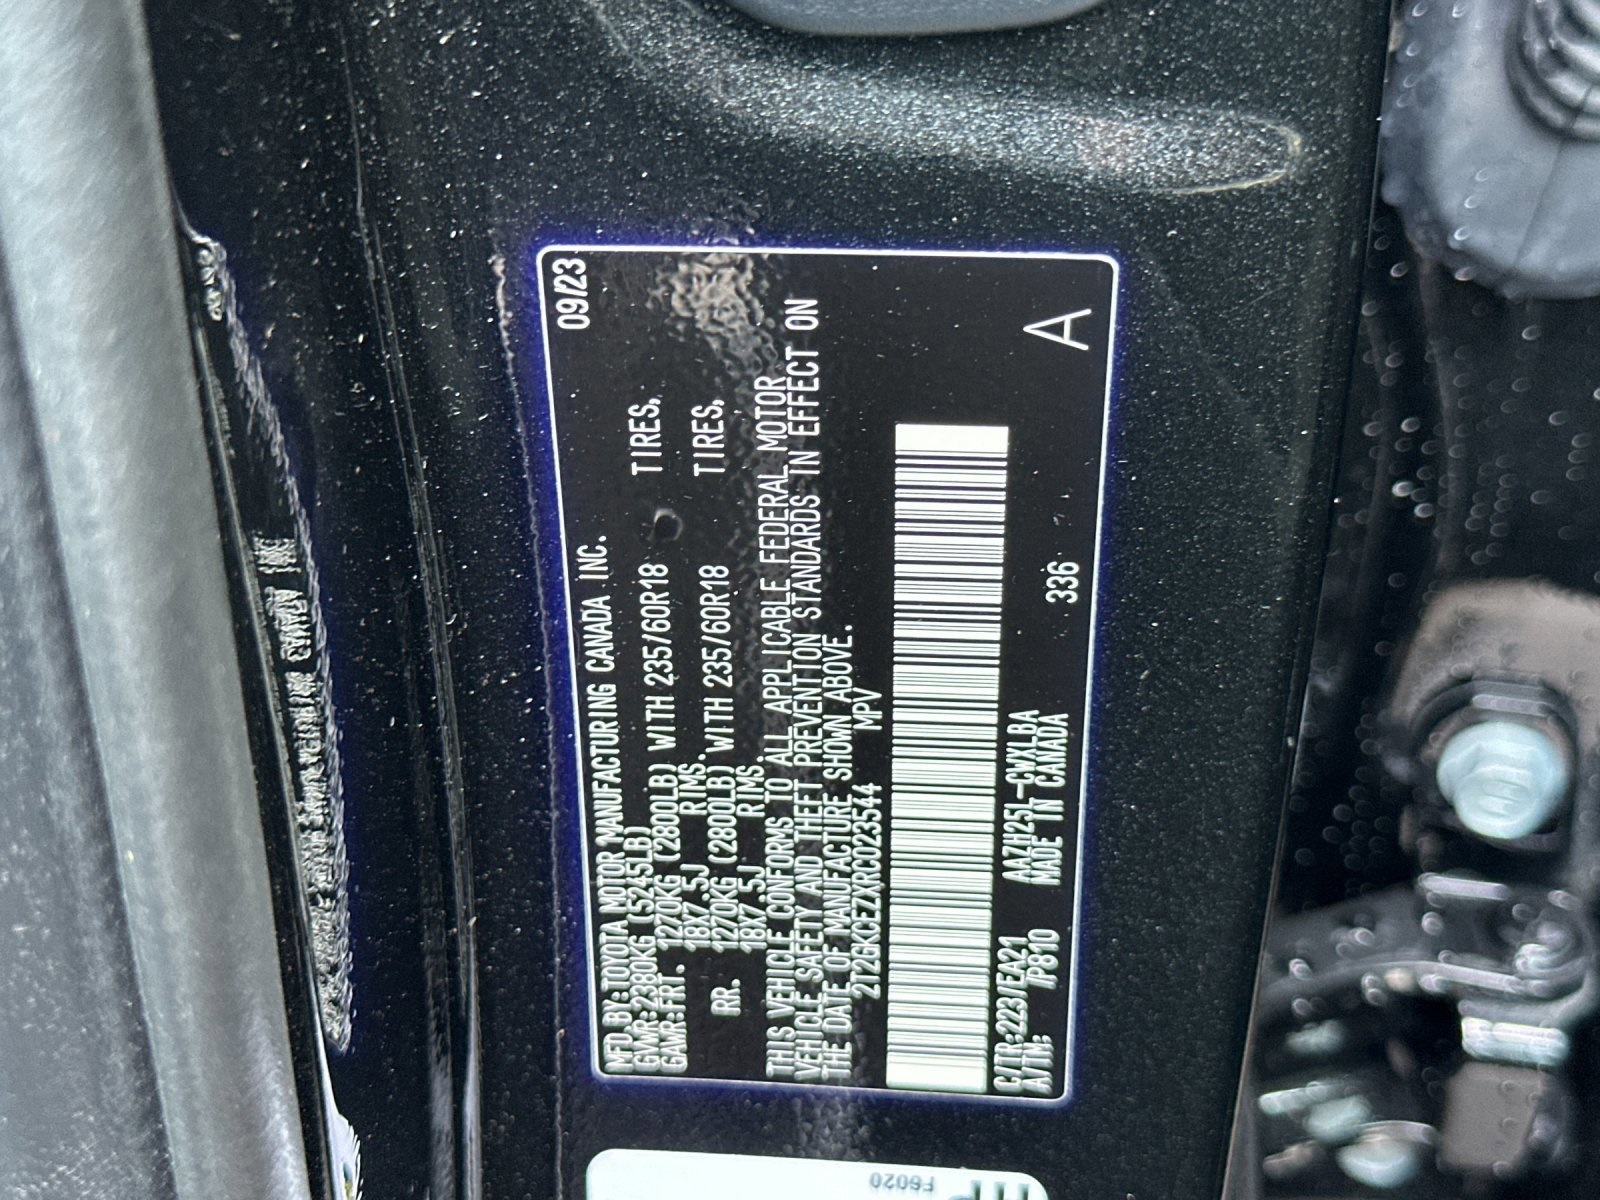 MFD.BY:TOYOTA MOTOR MANUFACTURING CANADA INC. 09/23
GVWR:2380KG (5245LB)
GAWR:FRT. 1270KG (2800LB) WITH 235/60R18 TIRES,
18X7.5J RIMS.
RR. 1270KG (2800LB) WITH 235/60R18 TIRES,
18X7.5J RIMS.
THIS VEHICLE CONFORMS TO ALL APPLICABLE FEDERAL MOTOR
VEHICLE SAFETY AND THEFT PREVENTION STANDARDS IN EFFECT ON
THE DATE OF MANUFACTURE SHOWN ABOVE.
2T2GKCEZXRC023544 MPV
C/TR:223/EA21 AAZH25L-CWXLBA
A/TM: /P810 MADE IN CANADA 336 A
F6020